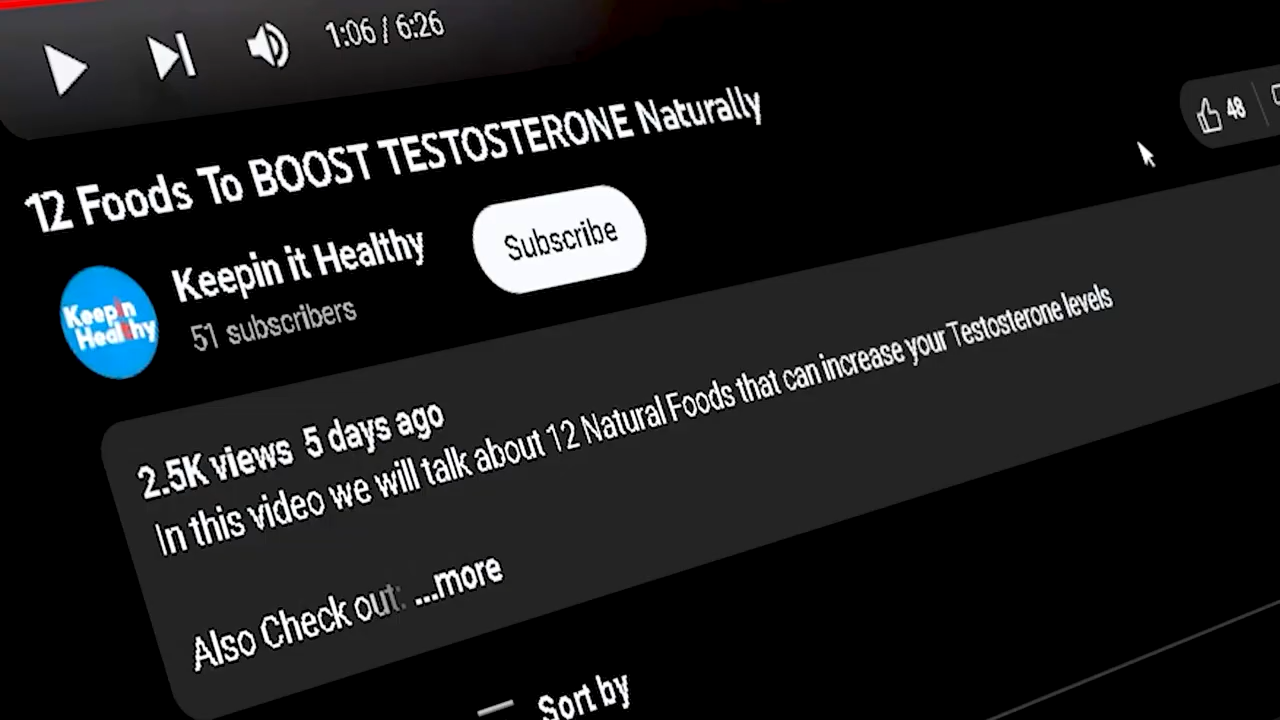 1:06 / 6:26
48
12 Foods To BOOST TESTOSTERONE Naturally
Keepin it Healthy
51 subscribers
Subscribe
Keepin
Healthy
2.5K views 5 days ago
In this video we will talk about 12 Natural Foods that can increase your Testosterone levels
Also Check out: ...more
Sort by